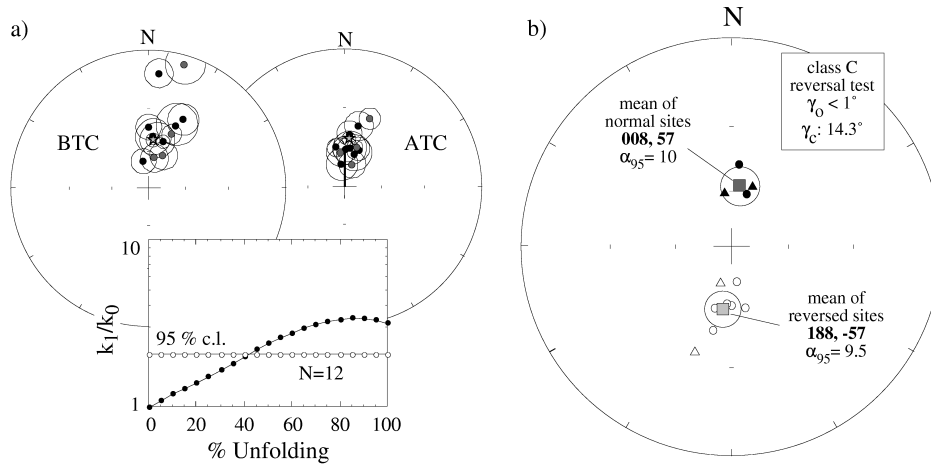 a)
N
BTC
N
ATC
10
k1/k0
95 % c.l.
N=12
1
0
20
40
60
80
100
% Unfolding
b)
N
class C
reversal test
γo < 1°
γc: 14.3°
mean of
normal sites
008, 57
α95= 10
mean of
reversed sites
188, -57
α95= 9.5